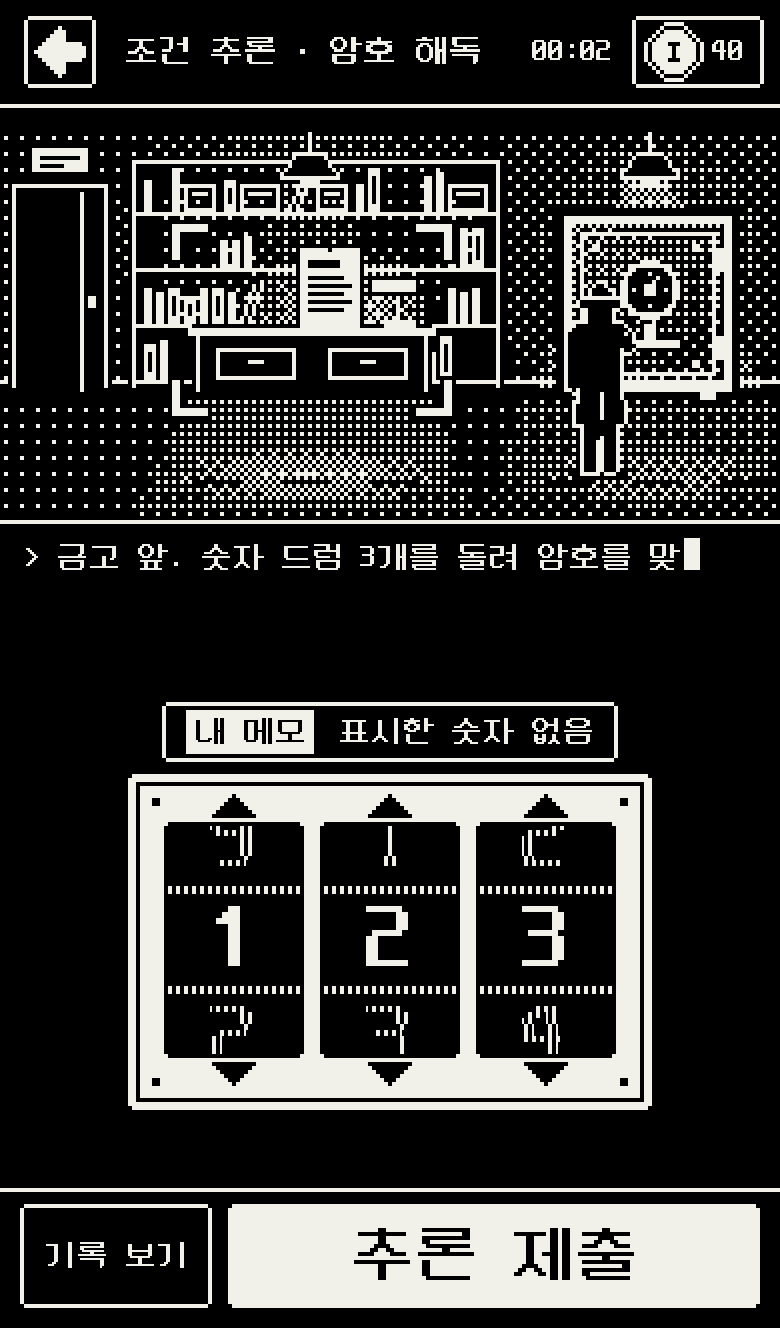 조건 추론 · 암호 해독 00:02 I 40
> 금고 앞. 숫자 드럼 3개를 돌려 암호를 맞
내 메모 표시한 숫자 없음
1 2 3
기록 보기 추론 제출